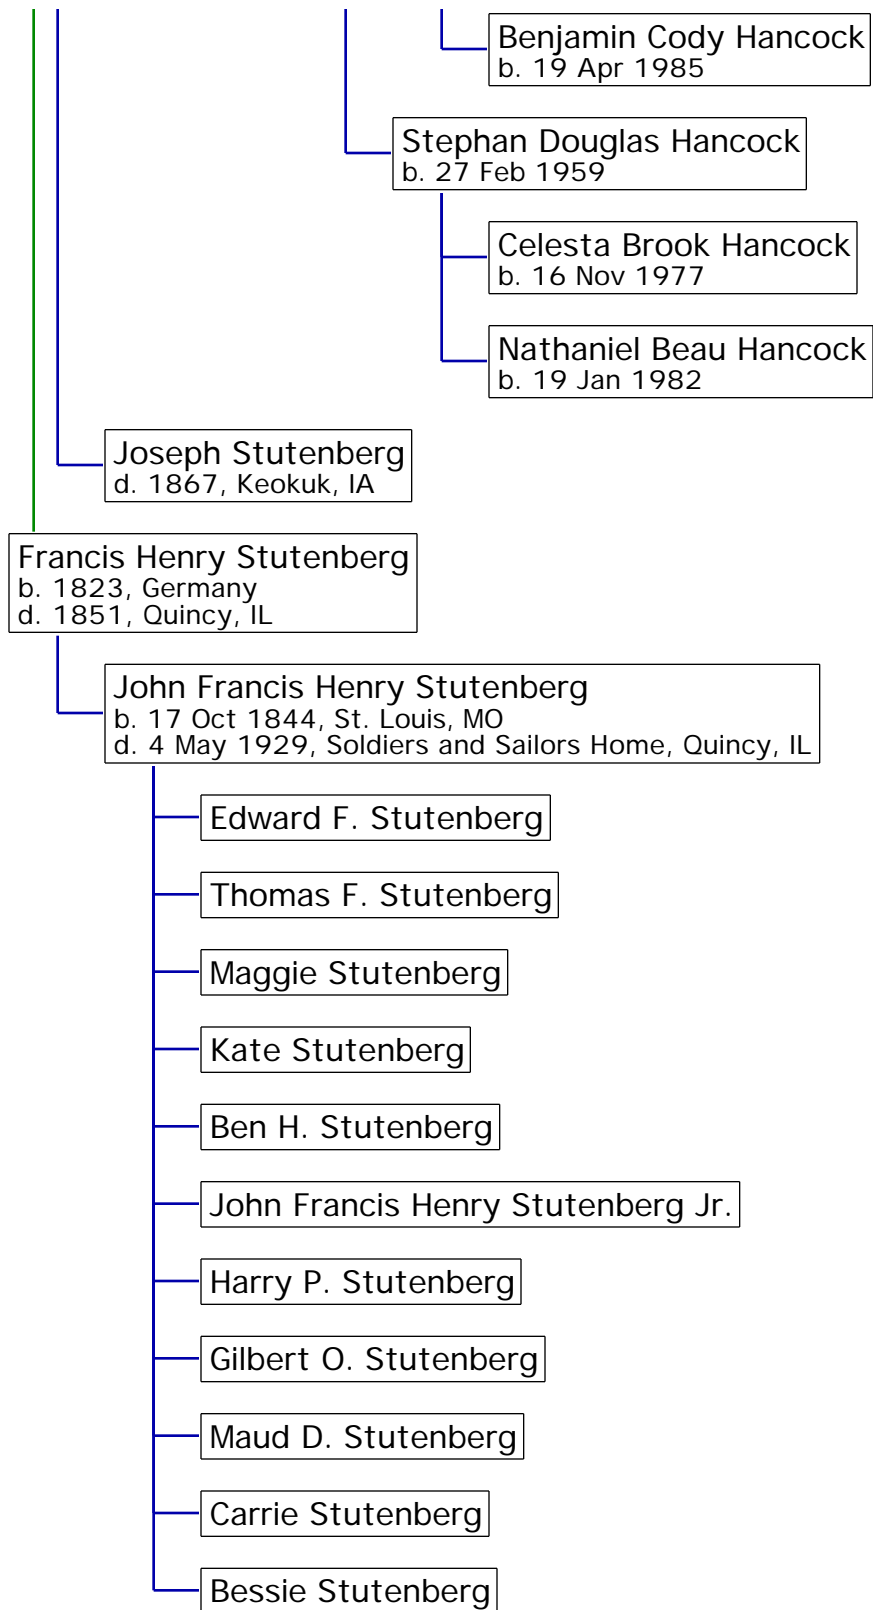 Benjamin Cody Hancock
b. 19 Apr 1985
Stephan Douglas Hancock
b. 27 Feb 1959
Celesta Brook Hancock
b. 16 Nov 1977
Nathaniel Beau Hancock
b. 19 Jan 1982
Joseph Stutenberg
d. 1867, Keokuk, IA
Francis Henry Stutenberg
b. 1823, Germany
d. 1851, Quincy, IL
John Francis Henry Stutenberg
b. 17 Oct 1844, St. Louis, MO
d. 4 May 1929, Soldiers and Sailors Home, Quincy, IL
Edward F. Stutenberg
Thomas F. Stutenberg
Maggie Stutenberg
Kate Stutenberg
Ben H. Stutenberg
John Francis Henry Stutenberg Jr.
Harry P. Stutenberg
Gilbert O. Stutenberg
Maud D. Stutenberg
Carrie Stutenberg
Bessie Stutenberg